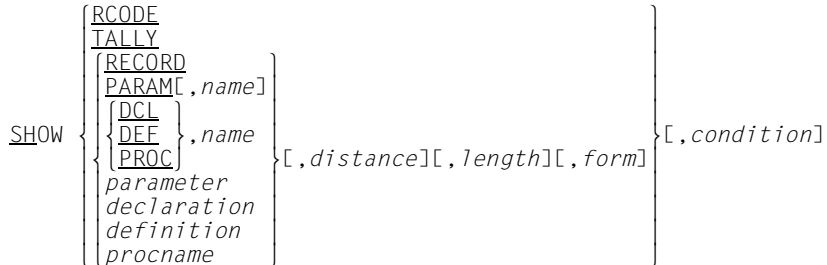 RCODE
TALLY
RECORD
PARAM[,name]
DCL
SHOW DEF ,name [,condition]
PROC [,distance][,length][,form]
parameter
declaration
definition
procname